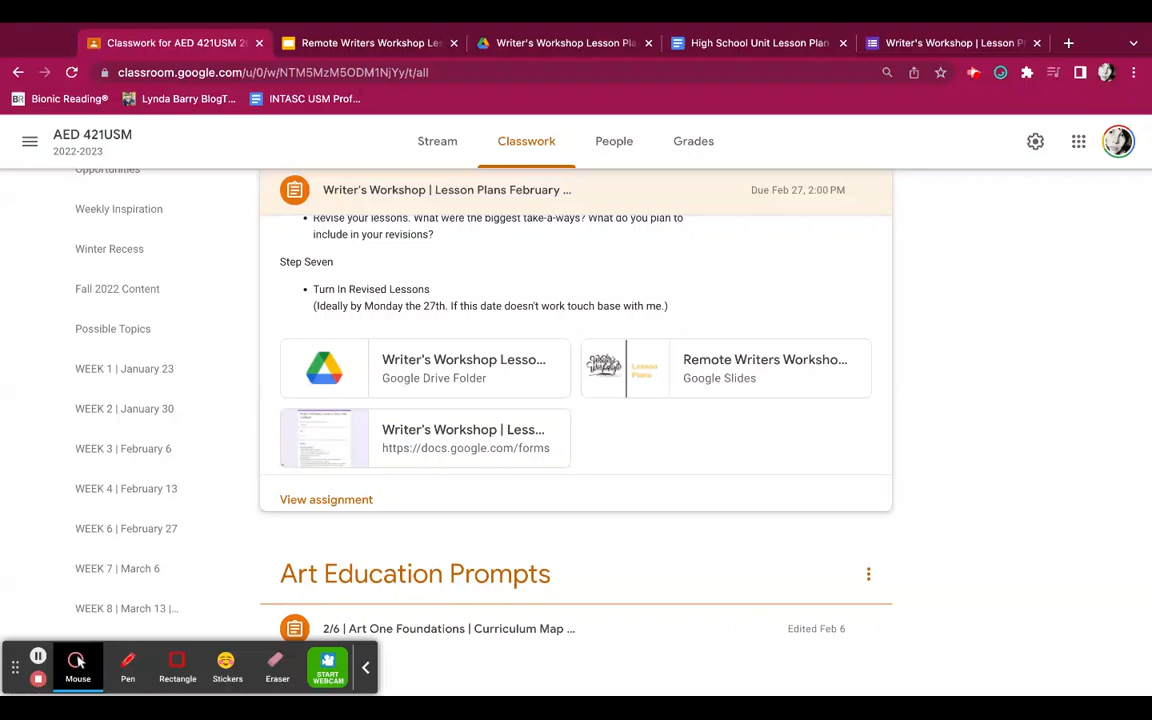 Classwork for AED 421USM 2
Remote Writers Workshop Le
Writer's Workshop Lesson Pla
High School Unit Lesson Plan
Writer's Workshop | Lesson P
classroom.google.com/u/0/w/NTM5MzM5ODM1NjYy/t/all
BR Bionic Reading®
Lynda Barry BlogT...
INTASC USM Prof...
AED 421USM
2022-2023
Stream
Classwork
People
Grades
Opportunities
Weekly Inspiration
Winter Recess
Fall 2022 Content
Possible Topics
WEEK 1 | January 23
WEEK 2 | January 30
WEEK 3 | February 6
WEEK 4 | February 13
WEEK 6 | February 27
WEEK 7 | March 6
WEEK 8 | March 13 |...
Writer's Workshop | Lesson Plans February ...
Due Feb 27, 2:00 PM
• Revise your lessons. What were the biggest take-a-ways? What do you plan to
include in your revisions?
Step Seven
• Turn In Revised Lessons
(Ideally by Monday the 27th. If this date doesn't work touch base with me.)
Writer's Workshop Lesso...
Google Drive Folder
Writers Workshop
Lesson
Plans
Remote Writers Worksho...
Google Slides
Writer's Workshop | Less...
https://docs.google.com/forms
View assignment
Art Education Prompts
2/6 | Art One Foundations | Curriculum Map ...
Edited Feb 6
Mouse
Pen
Rectangle
Stickers
Eraser
START
WEBCAM